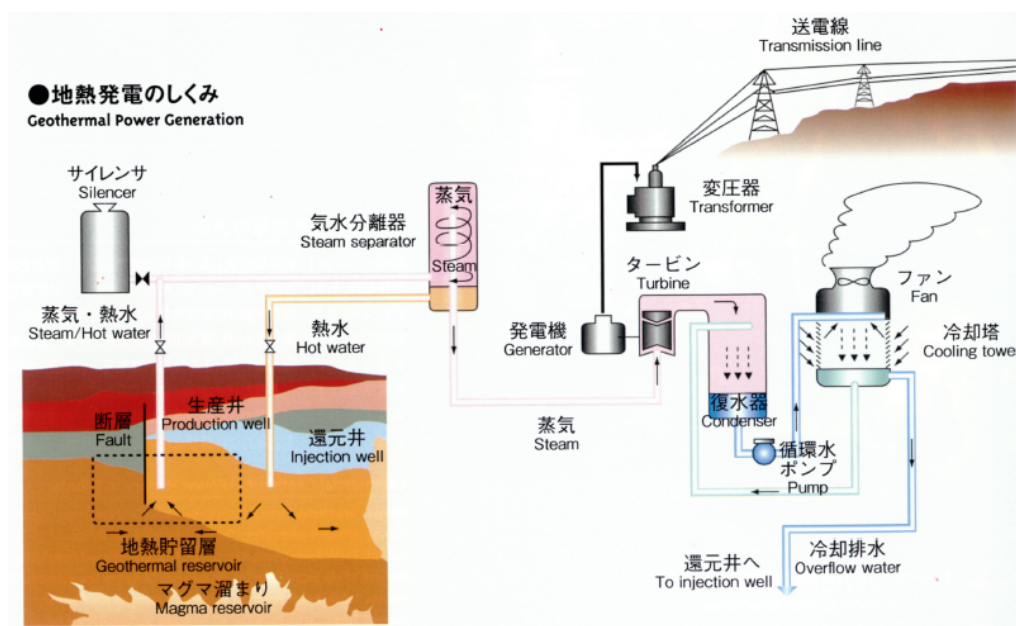 ●地熱発電のしくみ
Geothermal Power Generation
送電線
Transmission line
サイレンサ
Silencer
気水分離器
Steam separator
蒸気
Steam
変圧器
Transformer
タービン
Turbine
ファン
Fan
蒸気・熱水
Steam/Hot water
熱水
Hot water
発電機
Generator
冷却塔
Cooling towe
断層
Fault
生産井
Production well
還元井
Injection well
蒸気
Steam
復水器
Condenser
循環水
ポンプ
Pump
地熱貯留層
Geothermal reservoir
マグマ溜まり
Magma reservoir
還元井へ
To injection well
冷却排水
Overflow water